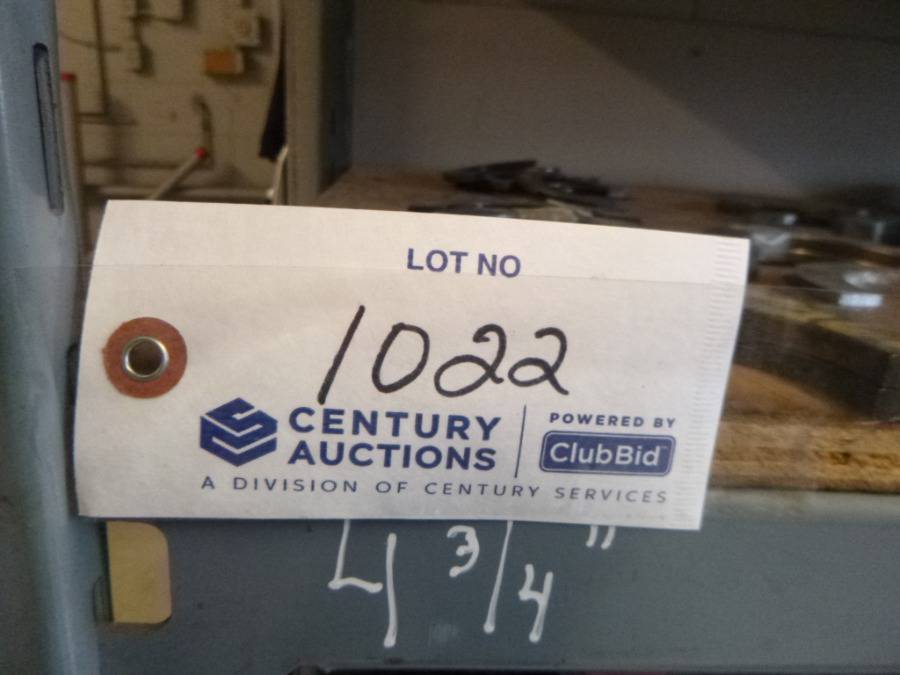 LOT NO
1022
CENTURY
AUCTIONS
POWERED BY
ClubBid
A DIVISION OF CENTURY SERVICES
4 3/4"